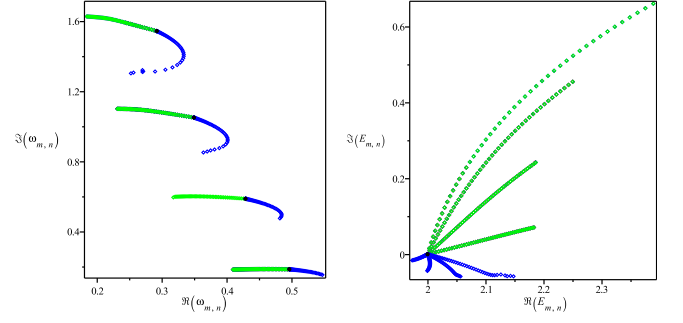 1.6
1.2
0.8
0.4
ℑ(ω_{m, n})
0.2 0.3 0.4 0.5
ℜ(ω_{m, n})
0.6
0.4
0.2
0
ℑ(E_{m, n})
2 2.1 2.2 2.3
ℜ(E_{m, n})